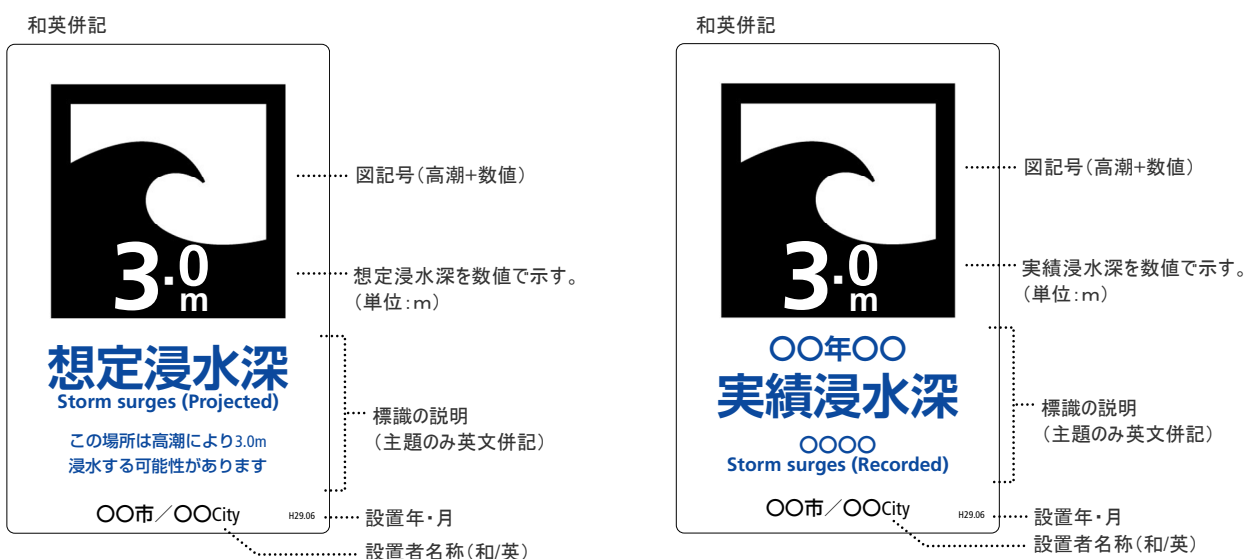 和英併記
3.0
m
図記号(高潮+数値)
想定浸水深を数値で示す。
(単位:m)
想定浸水深
Storm surges (Projected)
この場所は高潮により3.0m
浸水する可能性があります
標識の説明
(主題のみ英文併記)
〇〇市/〇〇City
H29.06
設置年・月
設置者名称(和/英)
和英併記
3.0
m
図記号(高潮+数値)
実績浸水深を数値で示す。
(単位:m)
〇〇年〇〇
実績浸水深
〇〇〇〇
Storm surges (Recorded)
標識の説明
(主題のみ英文併記)
〇〇市/〇〇City
H29.06
設置年・月
設置者名称(和/英)